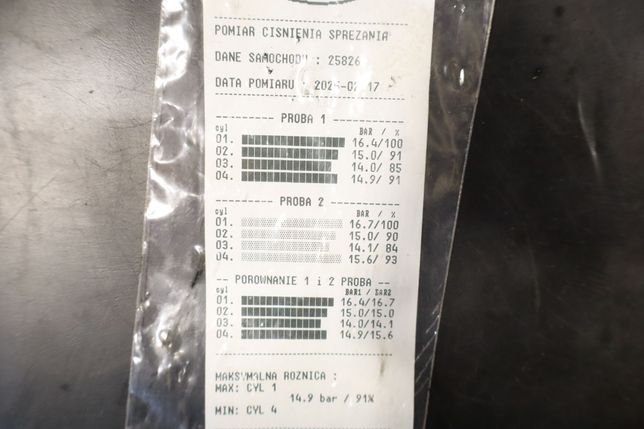 POMIAR CISNIENIA SPREZANIA
DANE SAMOCHODU : 25826
DATA POMIARU :
--------- PROBA 1 ---------
cyl BAR / %
01. 16.4/100
02. 15.0/ 91
03. 14.0/ 85
04. 14.9/ 91
--------- PROBA 2 ---------
cyl BAR / %
01. 16.7/100
02. 15.0/ 90
03. 14.1/ 84
04. 15.6/ 93
-- POROWNANIE 1 i 2 PROBA --
cyl BAR1 / BAR2
01. 16.4/16.7
02. 15.0/15.0
03. 14.0/14.1
04. 14.9/15.6
MAKSYMALNA ROZNICA :
MAX: CYL 1
14.9 bar / 91%
MIN: CYL 4